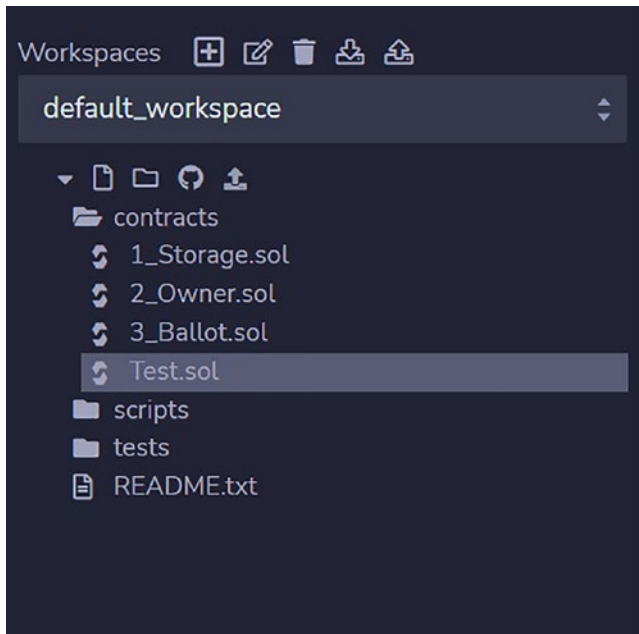 Workspaces
default_workspace
contracts
1_Storage.sol
2_Owner.sol
3_Ballot.sol
Test.sol
scripts
tests
README.txt